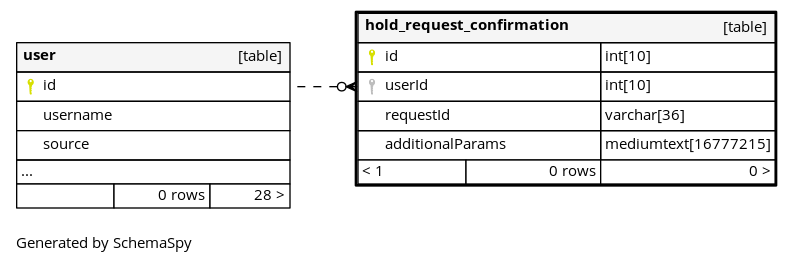 user [table]
id
username
source
...
0 rows 28 >
hold_request_confirmation [table]
id int[10]
userId int[10]
requestId varchar[36]
additionalParams mediumtext[16777215]
< 1 0 rows 0 >
Generated by SchemaSpy